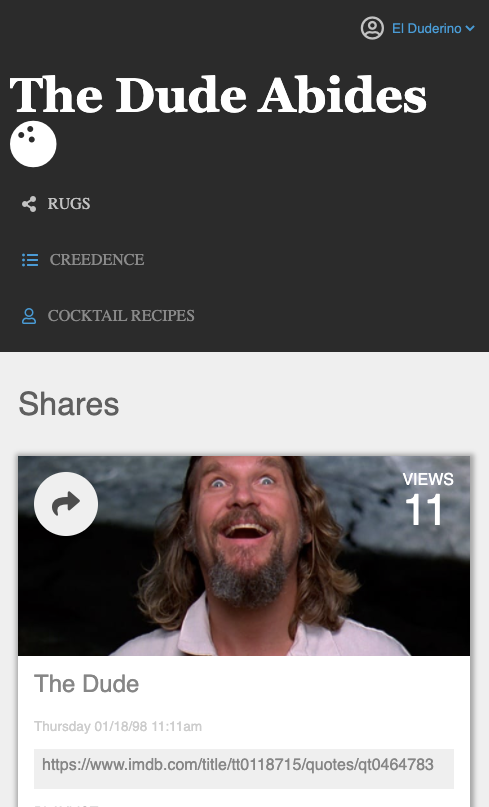 El Duderino
The Dude Abides
RUGS
CREEDENCE
COCKTAIL RECIPES
Shares
VIEWS
11
The Dude
Thursday 01/18/98 11:11am
https://www.imdb.com/title/tt0118715/quotes/qt0464783